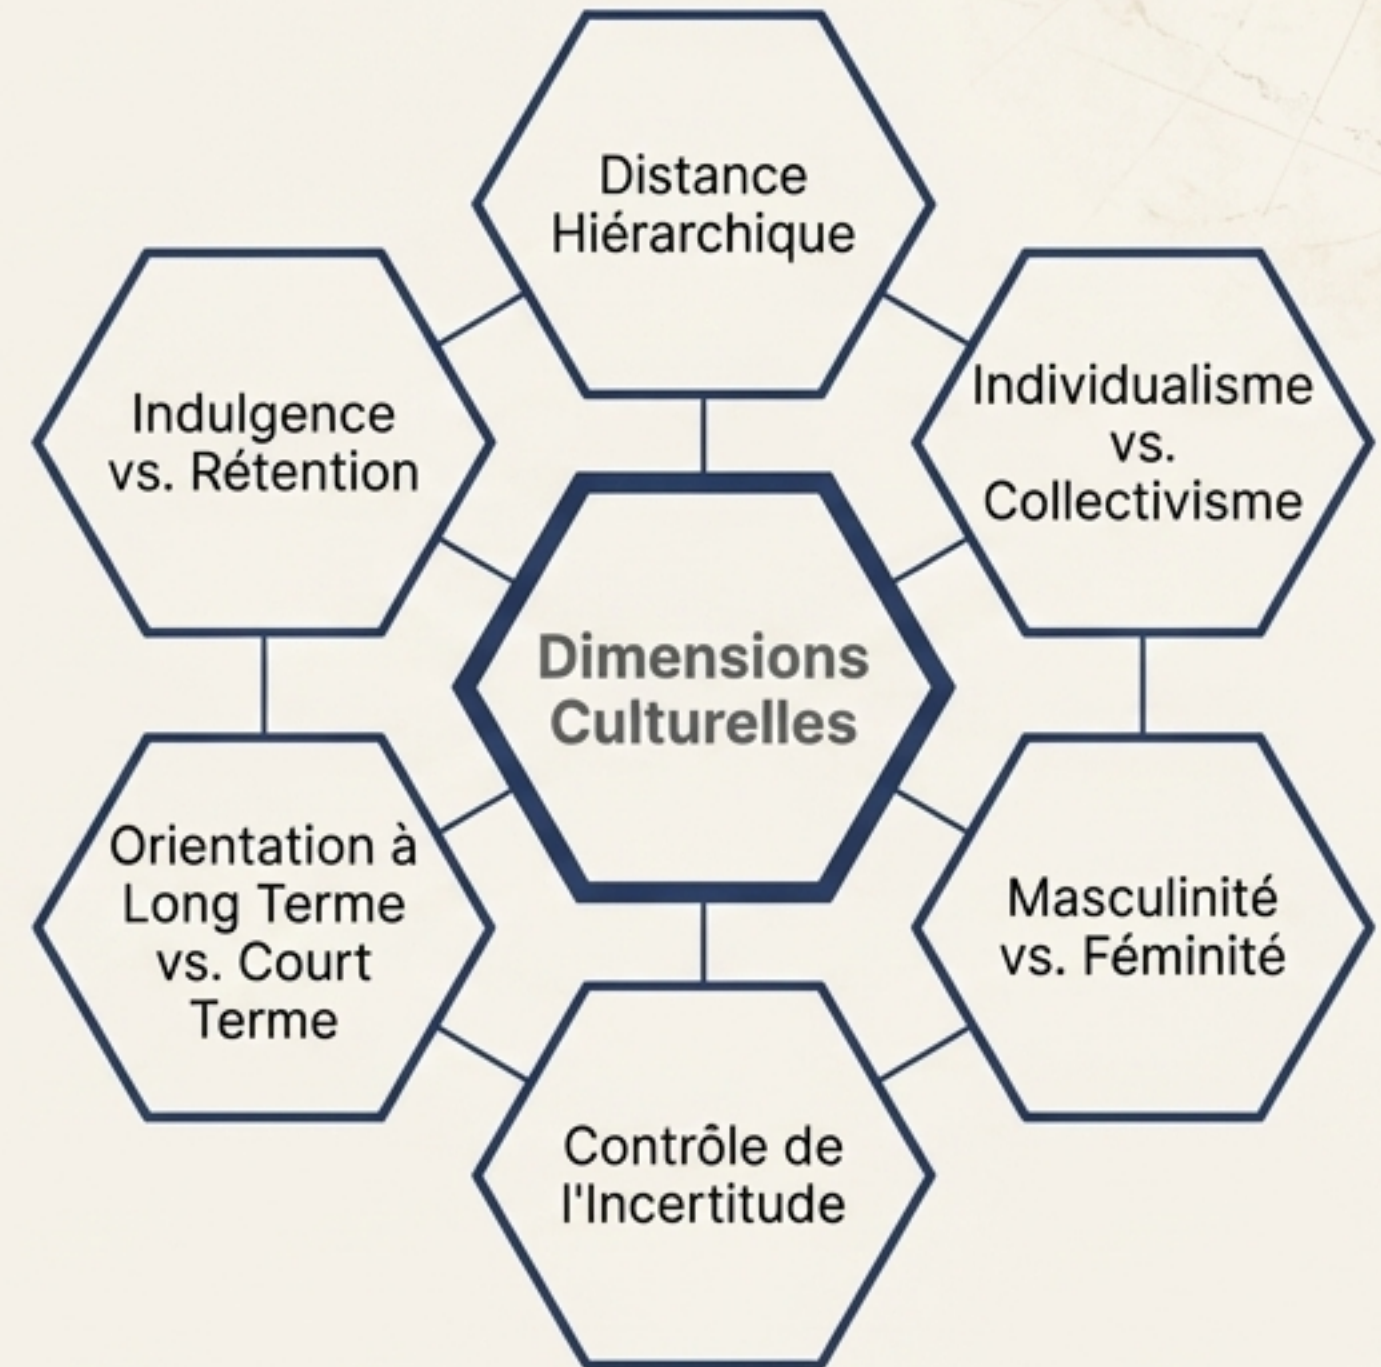 Distance
Hiérarchique
Indulgence
vs. Rétention
Individualisme
vs.
Collectivisme
Dimensions
Culturelles
Orientation à
Long Terme
vs. Court
Terme
Masculinité
vs. Féminité
Contrôle de
l'Incertitude